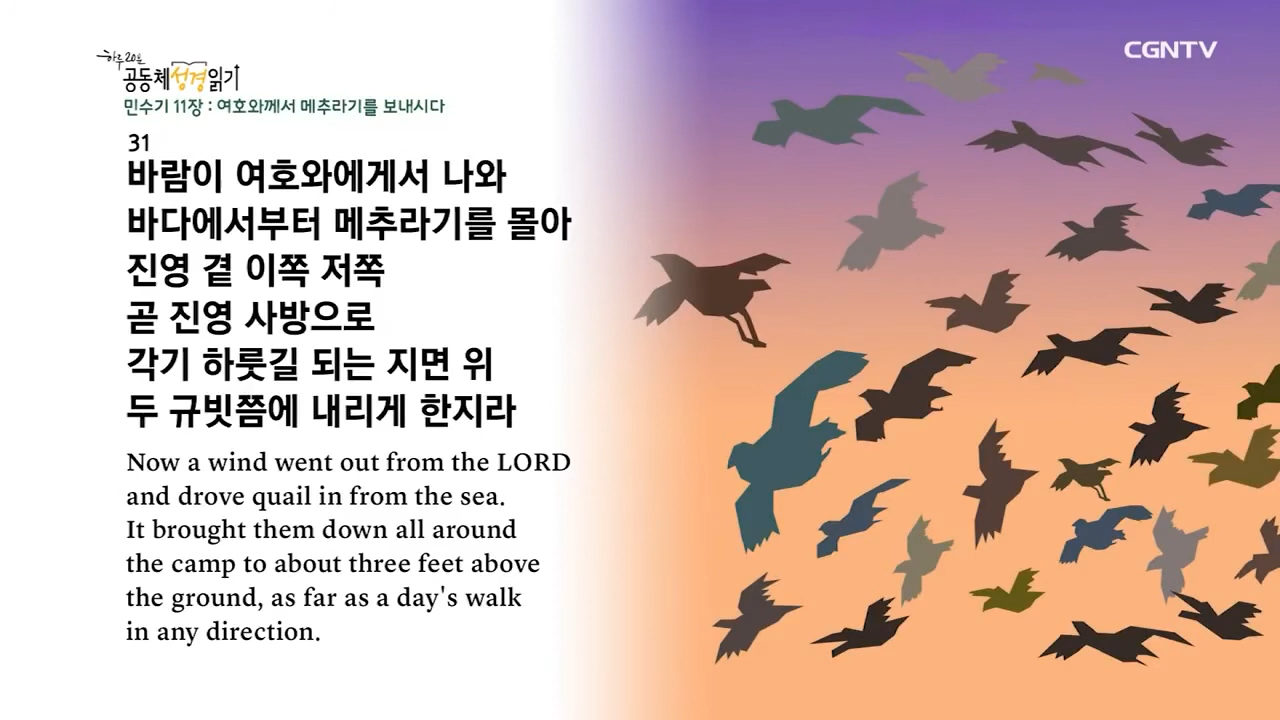 하루 20분
공동체성경읽기
CGNTV
민수기 11장 : 여호와께서 메추라기를 보내시다
31
바람이 여호와에게서 나와
바다에서부터 메추라기를 몰아
진영 곁 이쪽 저쪽
곧 진영 사방으로
각기 하룻길 되는 지면 위
두 규빗쯤에 내리게 한지라
Now a wind went out from the LORD
and drove quail in from the sea.
It brought them down all around
the camp to about three feet above
the ground, as far as a day's walk
in any direction.